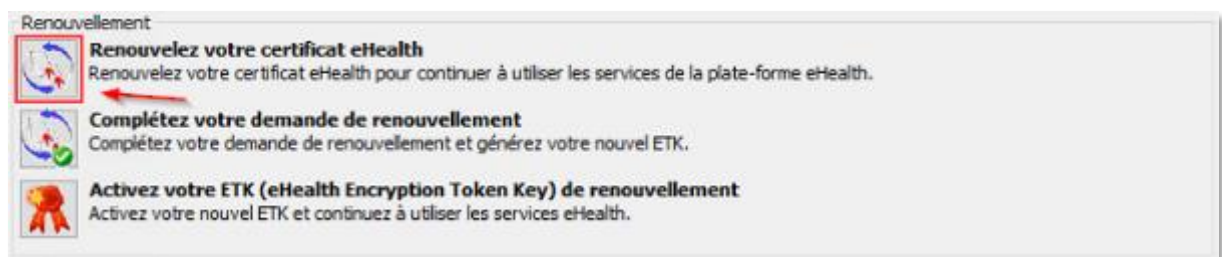 Renouvellement
Renouvelez votre certificat eHealth
Renouvelez votre certificat eHealth pour continuer à utiliser les services de la plate-forme eHealth.
Complétez votre demande de renouvellement
Complétez votre demande de renouvellement et générez votre nouvel ETK.
Activez votre ETK (eHealth Encryption Token Key) de renouvellement
Activez votre nouvel ETK et continuez à utiliser les services eHealth.